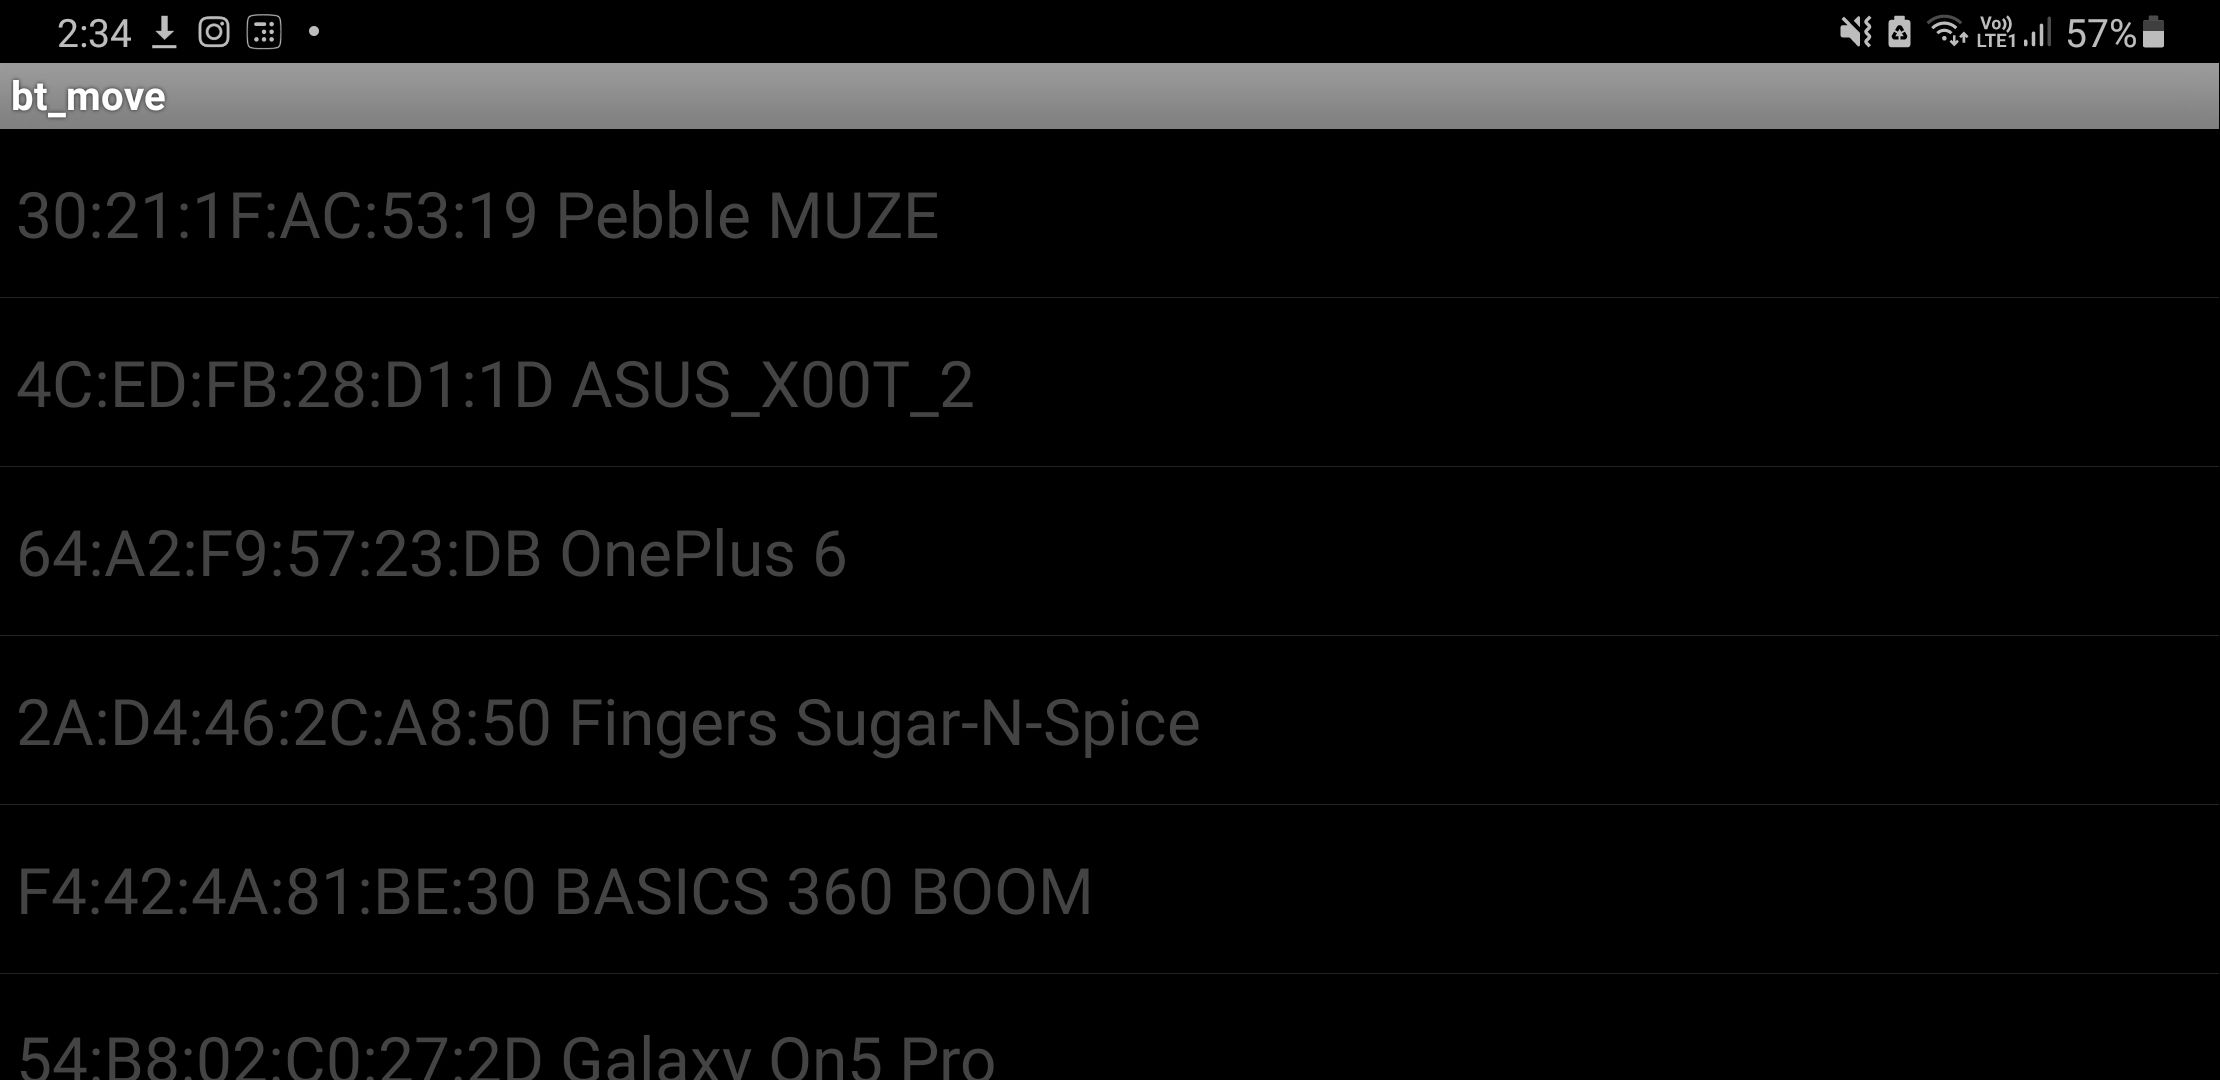 2:34 Vo)) LTE1 57%
bt_move
30:21:1F:AC:53:19 Pebble MUZE
4C:ED:FB:28:D1:1D ASUS_X00T_2
64:A2:F9:57:23:DB OnePlus 6
2A:D4:46:2C:A8:50 Fingers Sugar-N-Spice
F4:42:4A:81:BE:30 BASICS 360 BOOM
54:B8:02:C0:27:2D Galaxy On5 Pro